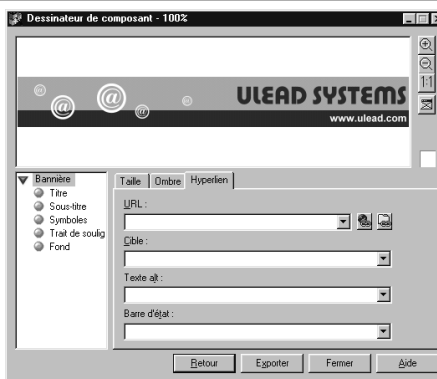 Dessinateur de composant - 100%
@ @ @ @ @
ULEAD SYSTEMS
www.ulead.com
1:1
Bannière
Titre
Sous-titre
Symboles
Trait de soulig
Fond
Taille Ombre Hyperlien
URL :
Cible :
Texte alt :
Barre d'état :
Retour Exporter Fermer Aide